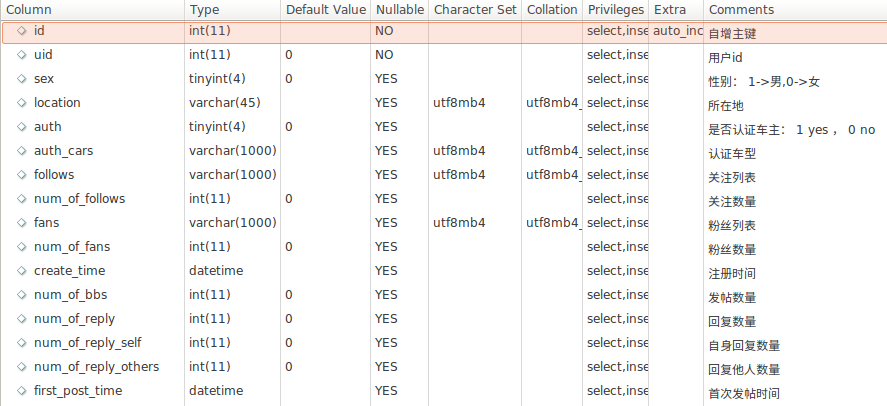 Column Type Default Value Nullable Character Set Collation Privileges Extra Comments
id int(11) NO select,inse auto_inc 自增主键
uid int(11) 0 NO select,inse 用户id
sex tinyint(4) 0 YES select,inse 性别： 1->男,0->女
location varchar(45) YES utf8mb4 utf8mb4_ select,inse 所在地
auth tinyint(4) 0 YES select,inse 是否认证车主： 1 yes ， 0 no
auth_cars varchar(1000) YES utf8mb4 utf8mb4_ select,inse 认证车型
follows varchar(1000) YES utf8mb4 utf8mb4_ select,inse 关注列表
num_of_follows int(11) 0 YES select,inse 关注数量
fans varchar(1000) YES utf8mb4 utf8mb4_ select,inse 粉丝列表
num_of_fans int(11) 0 YES select,inse 粉丝数量
create_time datetime YES select,inse 注册时间
num_of_bbs int(11) 0 YES select,inse 发帖数量
num_of_reply int(11) 0 YES select,inse 回复数量
num_of_reply_self int(11) 0 YES select,inse 自身回复数量
num_of_reply_others int(11) 0 YES select,inse 回复他人数量
first_post_time datetime YES select,inse 首次发帖时间